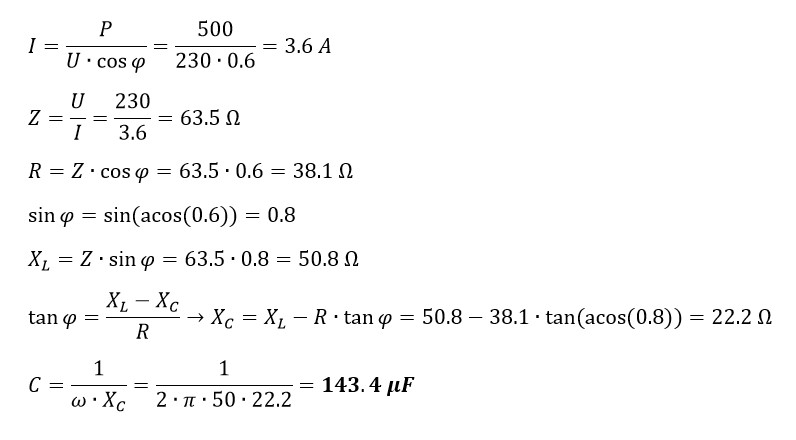 I = P / (U · cos φ) = 500 / (230 · 0.6) = 3.6 A
Z = U / I = 230 / 3.6 = 63.5 Ω
R = Z · cos φ = 63.5 · 0.6 = 38.1 Ω
sin φ = sin(acos(0.6)) = 0.8
X_L = Z · sin φ = 63.5 · 0.8 = 50.8 Ω
tan φ = (X_L − X_C) / R → X_C = X_L − R · tan φ = 50.8 − 38.1 · tan(acos(0.8)) = 22.2 Ω
C = 1 / (ω · X_C) = 1 / (2 · π · 50 · 22.2) = 143.4 μF